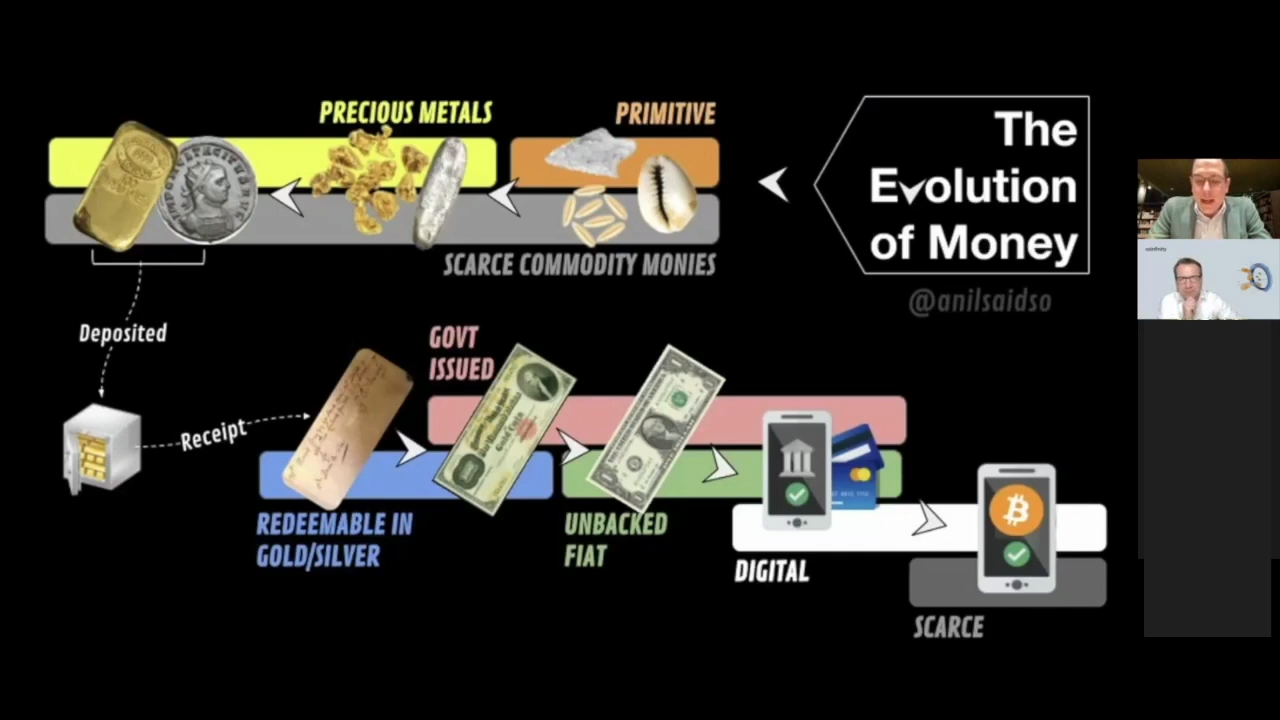 The
Evolution
of Money
@anilsaidso
PRECIOUS METALS
PRIMITIVE
SCARCE COMMODITY MONIES
Deposited
Receipt
GOVT
ISSUED
REDEEMABLE IN
GOLD/SILVER
UNBACKED
FIAT
DIGITAL
SCARCE